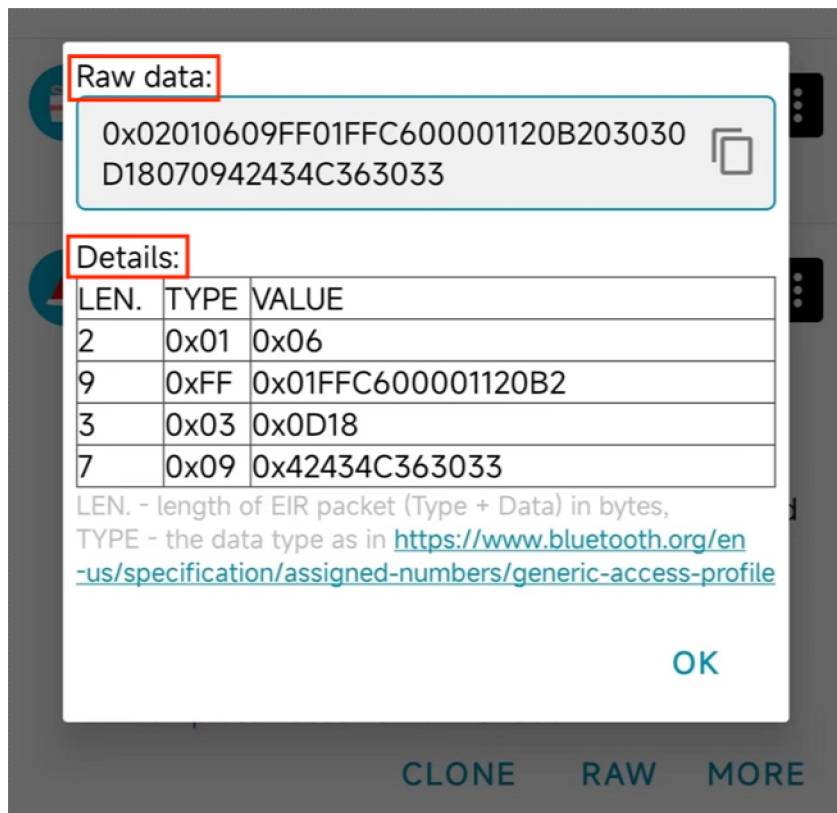 Raw data:
0x02010609FF01FFC600001120B203030
D18070942434C363033
Details:
LEN. TYPE VALUE
2 0x01 0x06
9 0xFF 0x01FFC600001120B2
3 0x03 0x0D18
7 0x09 0x42434C363033
LEN. - length of EIR packet (Type + Data) in bytes,
TYPE - the data type as in https://www.bluetooth.org/en
-us/specification/assigned-numbers/generic-access-profile
OK
CLONE RAW MORE